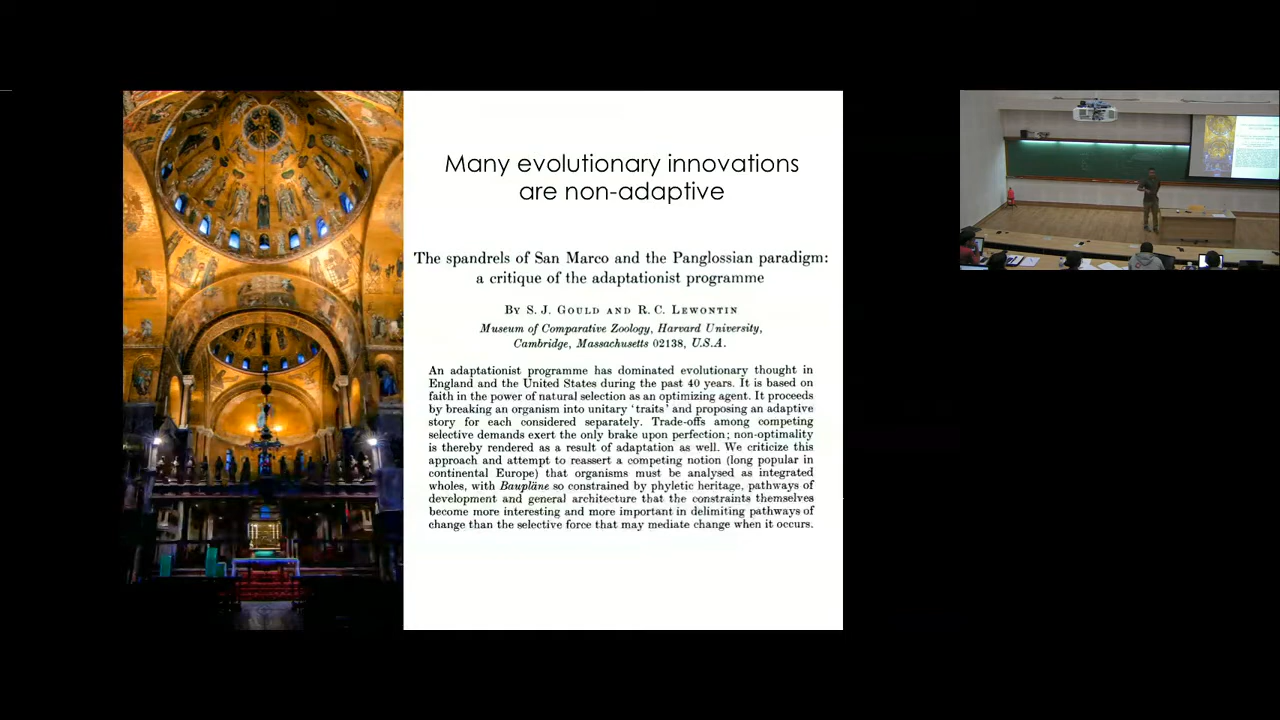 Many evolutionary innovations
are non-adaptive
The spandrels of San Marco and the Panglossian paradigm:
a critique of the adaptationist programme
By S. J. Gould and R. C. Lewontin
Museum of Comparative Zoology, Harvard University,
Cambridge, Massachusetts 02138, U.S.A.
An adaptationist programme has dominated evolutionary thought in
England and the United States during the past 40 years. It is based on
faith in the power of natural selection as an optimizing agent. It proceeds
by breaking an organism into unitary ‘traits’ and proposing an adaptive
story for each considered separately. Trade-offs among competing
selective demands exert the only brake upon perfection; non-optimality
is thereby rendered as a result of adaptation as well. We criticize this
approach and attempt to reassert a competing notion (long popular in
continental Europe) that organisms must be analysed as integrated
wholes, with Baupläne so constrained by phyletic heritage, pathways of
development and general architecture that the constraints themselves
become more interesting and more important in delimiting pathways of
change than the selective force that may mediate change when it occurs.